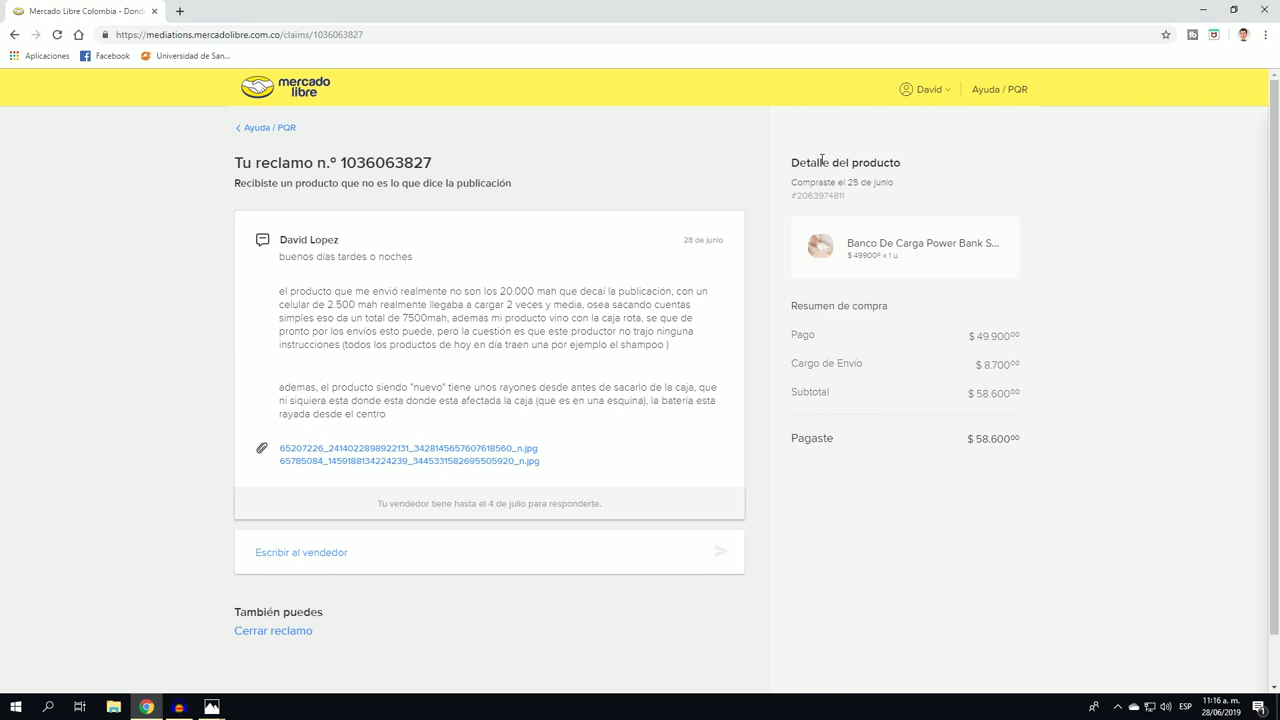 Mercado Libre Colombia - Dond
https://mediations.mercadolibre.com.co/claims/1036063827
Aplicaciones
Facebook
Universidad de San...
mercado
libre
David
Ayuda / PQR
Ayuda / PQR
Tu reclamo n.º 1036063827
Recibiste un producto que no es lo que dice la publicación
David Lopez
28 de junio
buenos días tardes o noches
el producto que me envió realmente no son los 20.000 mah que decaí la publicación, con un
celular de 2.500 mah realmente llegaba a cargar 2 veces y media, osea sacando cuentas
simples eso da un total de 7500mah, ademas mi producto vino con la caja rota, se que de
pronto por los envíos esto puede, pero la cuestión es que este productor no trajo ninguna
instrucciones (todos los productos de hoy en día traen una por ejemplo el shampoo )
ademas, el producto siendo "nuevo" tiene unos rayones desde antes de sacarlo de la caja, que
ni siquiera esta donde esta donde esta afectada la caja (que es en una esquina), la batería esta
rayada desde el centro
65207226_2414022898922131_3428145657607618560_n.jpg
65785084_1459188134224239_3445331582695505920_n.jpg
Tu vendedor tiene hasta el 4 de julio para responderte.
Escribir al vendedor
También puedes
Cerrar reclamo
Detalle del producto
Compraste el 25 de junio
#2063974811
Banco De Carga Power Bank S...
$ 49900⁰ x 1 u.
Resumen de compra
Pago
$ 49.900⁰⁰
Cargo de Envío
$ 8.700⁰⁰
Subtotal
$ 58.600⁰⁰
Pagaste
$ 58.600⁰⁰
ESP
11:16 a. m.
28/06/2019
1